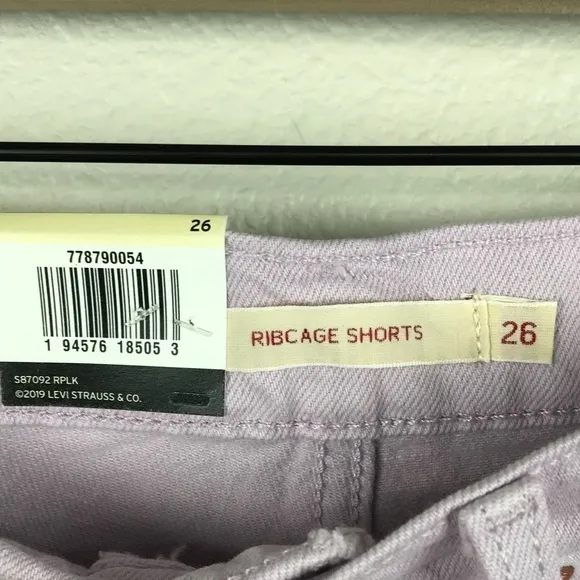 26
778790054
1 94576 18505 3
S87092 RPLK
©2019 LEVI STRAUSS & CO.
RIBCAGE SHORTS
26